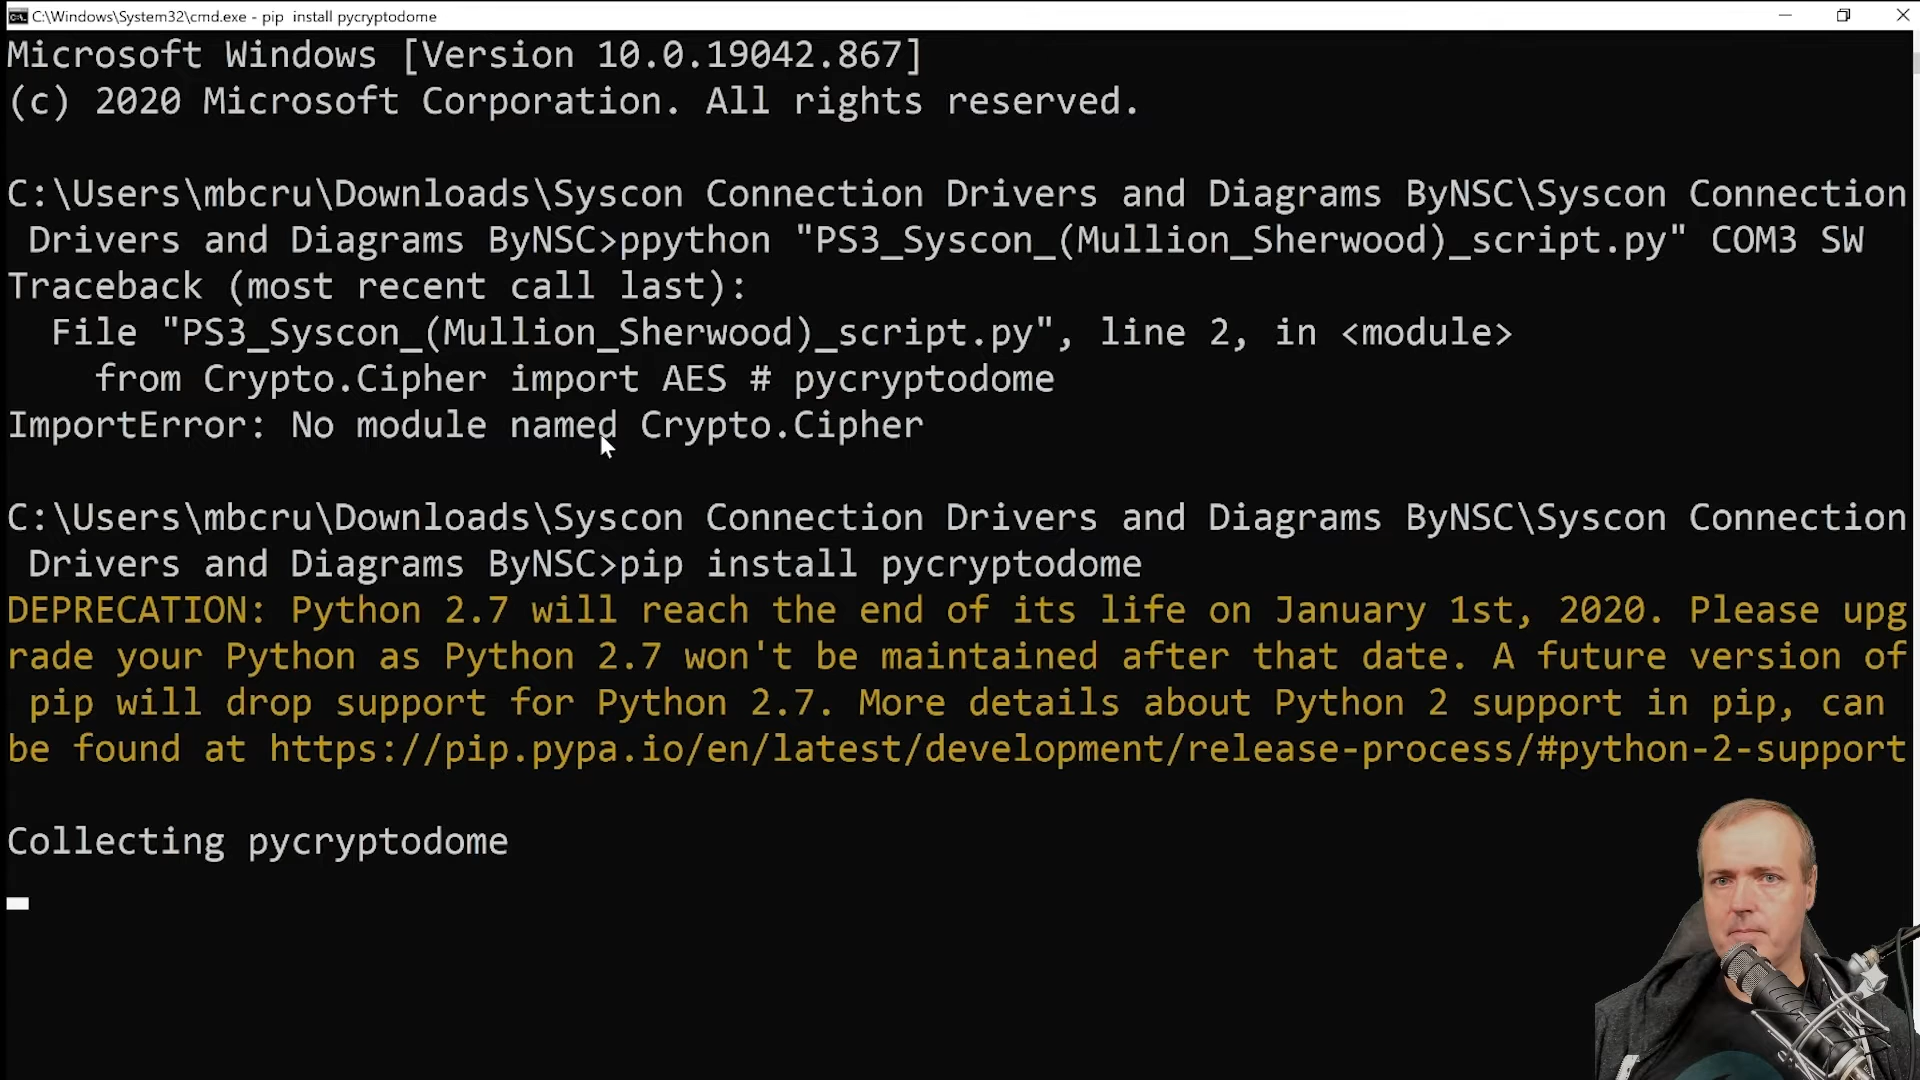 C:\Windows\System32\cmd.exe - pip  install pycryptodome
Microsoft Windows [Version 10.0.19042.867]
(c) 2020 Microsoft Corporation. All rights reserved.
C:\Users\mbcru\Downloads\Syscon Connection Drivers and Diagrams ByNSC\Syscon Connection
Drivers and Diagrams ByNSC>ppython "PS3_Syscon_(Mullion_Sherwood)_script.py" COM3 SW
Traceback (most recent call last):
File "PS3_Syscon_(Mullion_Sherwood)_script.py", line 2, in <module>
from Crypto.Cipher import AES # pycryptodome
ImportError: No module named Crypto.Cipher
C:\Users\mbcru\Downloads\Syscon Connection Drivers and Diagrams ByNSC\Syscon Connection
Drivers and Diagrams ByNSC>pip install pycryptodome
DEPRECATION: Python 2.7 will reach the end of its life on January 1st, 2020. Please upg
rade your Python as Python 2.7 won't be maintained after that date. A future version of
pip will drop support for Python 2.7. More details about Python 2 support in pip, can
be found at https://pip.pypa.io/en/latest/development/release-process/#python-2-support
Collecting pycryptodome